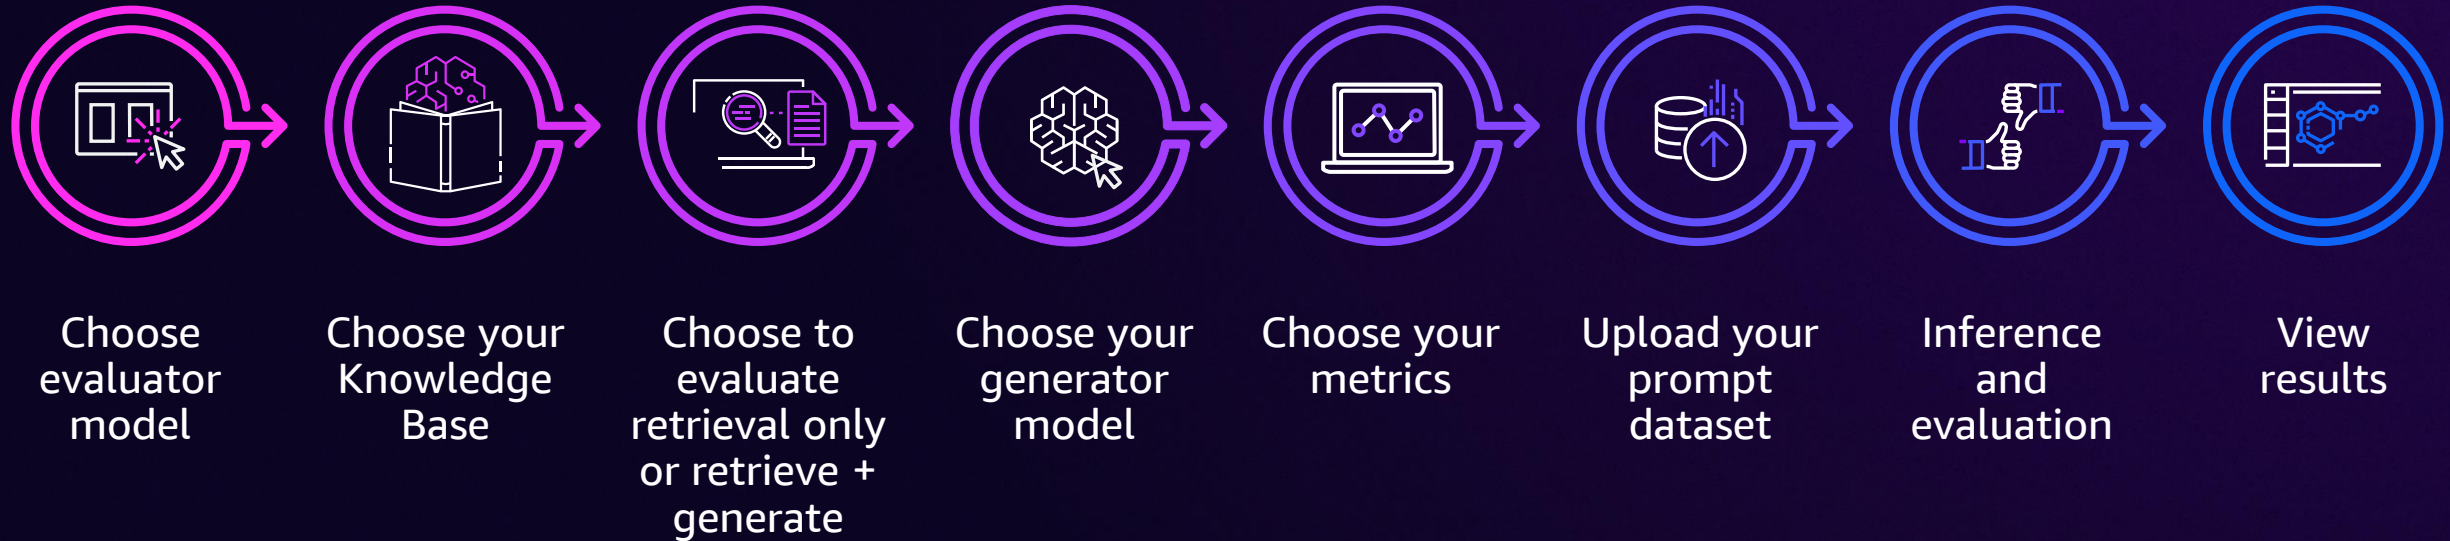 Choose
evaluator
model
Choose your
Knowledge
Base
Choose to
evaluate
retrieval only
or retrieve +
generate
Choose your
generator
model
Choose your
metrics
Upload your
prompt
dataset
Inference
and
evaluation
View
results